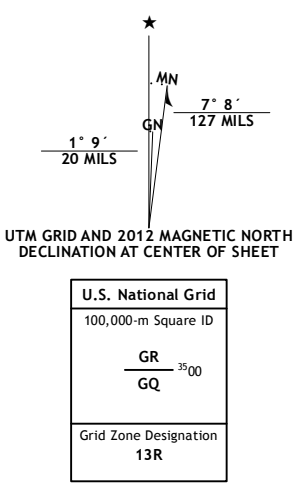 ★
MN
GN
7° 8´
127 MILS
1° 9´
20 MILS
UTM GRID AND 2012 MAGNETIC NORTH
DECLINATION AT CENTER OF SHEET
U.S. National Grid
100,000-m Square ID
GR
³⁵00
GQ
Grid Zone Designation
13R